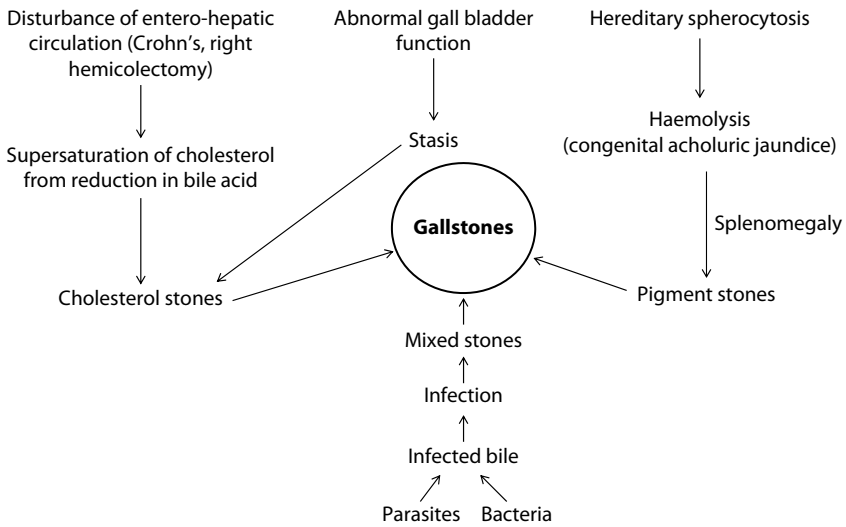 Disturbance of entero-hepatic
circulation (Crohn's, right
hemicolectomy)
Abnormal gall bladder
function
Hereditary spherocytosis
Supersaturation of cholesterol
from reduction in bile acid
Stasis
Haemolysis
(congenital acholuric jaundice)
Gallstones
Splenomegaly
Cholesterol stones
Pigment stones
Mixed stones
Infection
Infected bile
Parasites
Bacteria